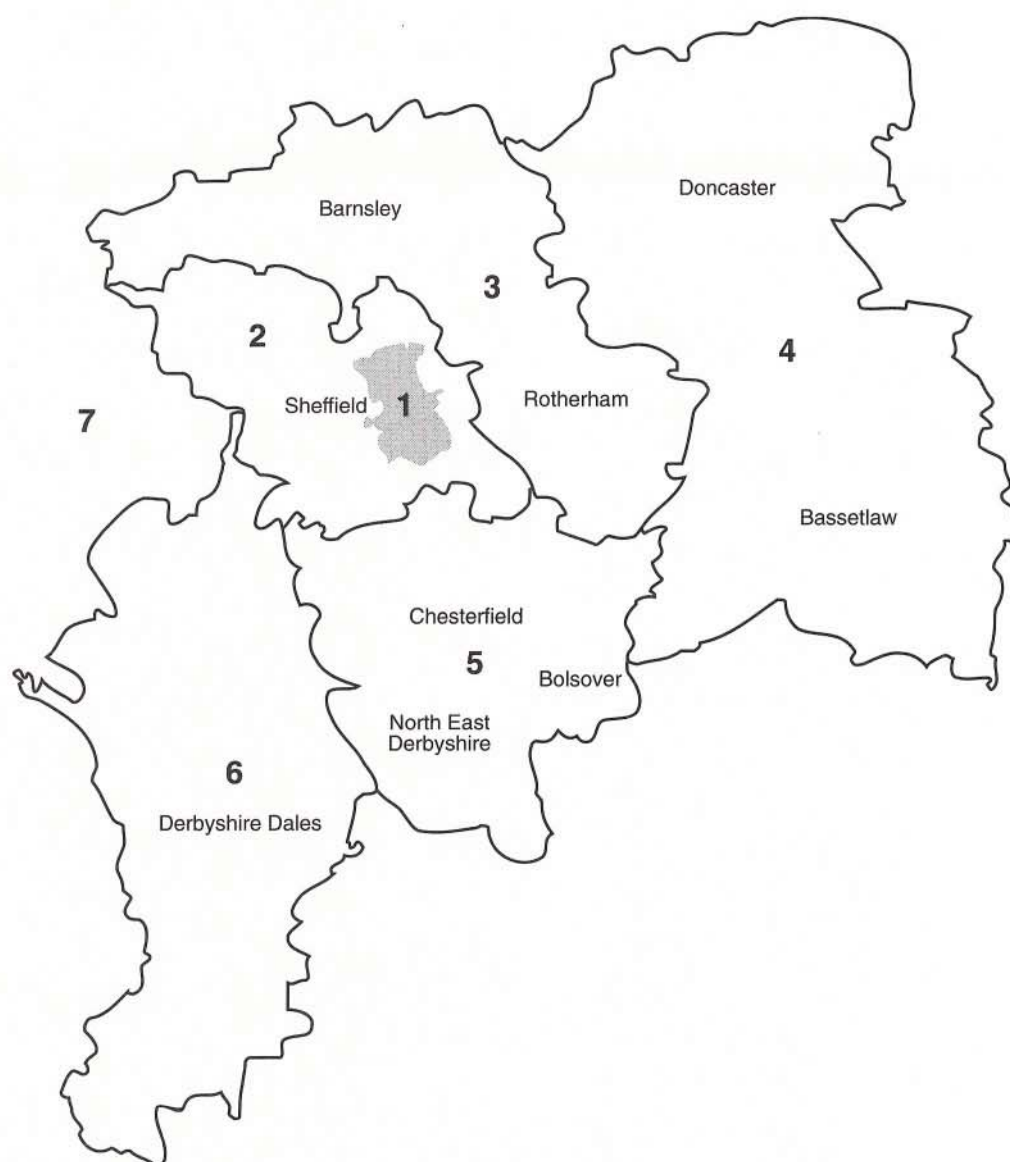 Doncaster
Barnsley
3
2
4
Sheffield
1
Rotherham
7
Bassetlaw
Chesterfield
5
Bolsover
North East
Derbyshire
6
Derbyshire Dales